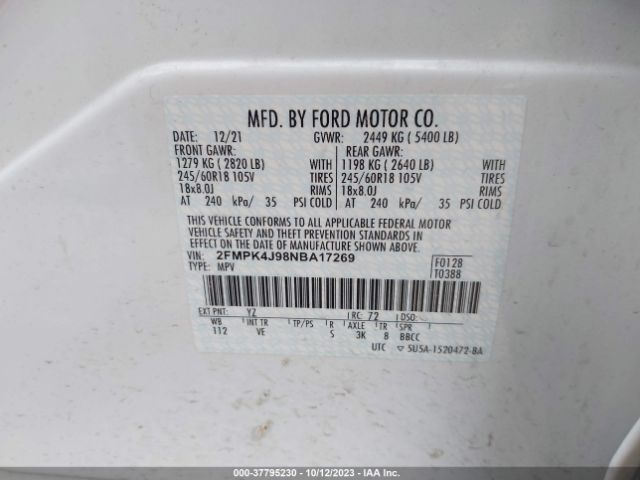 MFD. BY FORD MOTOR CO.
DATE: 12/21 GVWR: 2449 KG ( 5400 LB)
FRONT GAWR: REAR GAWR:
1279 KG ( 2820 LB) WITH 1198 KG ( 2640 LB) WITH
245/60R18 105V TIRES 245/60R18 105V TIRES
18x8.0J RIMS 18x8.0J RIMS
AT 240 kPa/ 35 PSI COLD AT 240 kPa/ 35 PSI COLD
THIS VEHICLE CONFORMS TO ALL APPLICABLE FEDERAL MOTOR
VEHICLE SAFETY AND THEFT PREVENTION STANDARDS IN
EFFECT ON THE DATE OF MANUFACTURE SHOWN ABOVE.
VIN: 2FMPK4J98NBA17269 F0128
TYPE: MPV T0388
EXT PNT: YZ RC: 72 DSO:
WB INT TR TP/PS R AXLE TR SPR
112 VE S 3K 8 BBCC
UTC ▽ 5U5A-1520472-BA
000-37795230 - 10/12/2023 - IAA Inc.